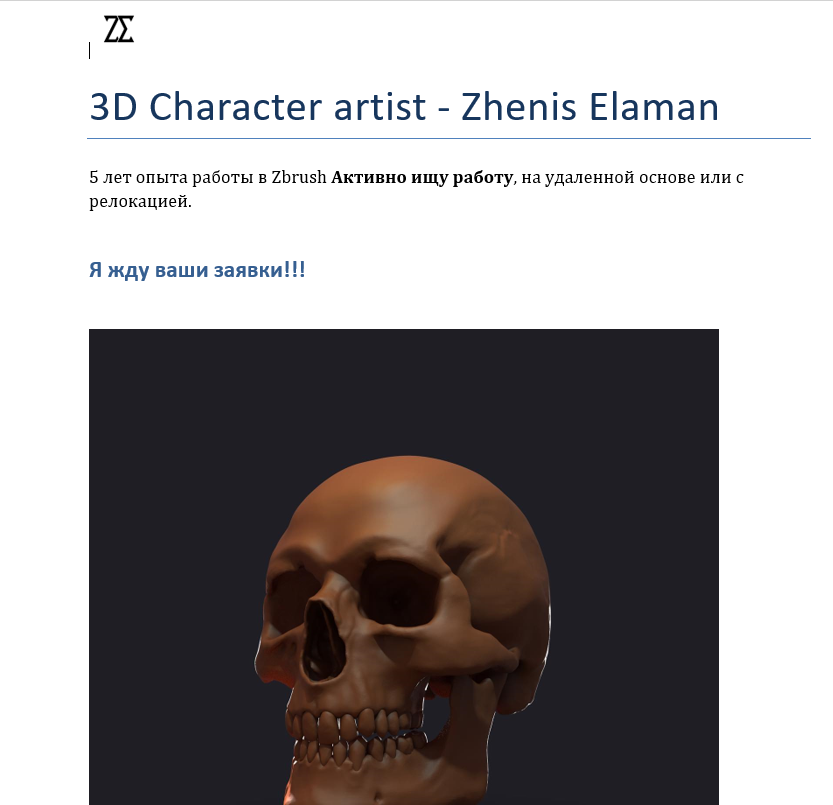 ZΣ
3D Character artist - Zhenis Elaman
5 лет опыта работы в Zbrush Активно ищу работу, на удаленной основе или с
релокацией.
Я жду ваши заявки!!!